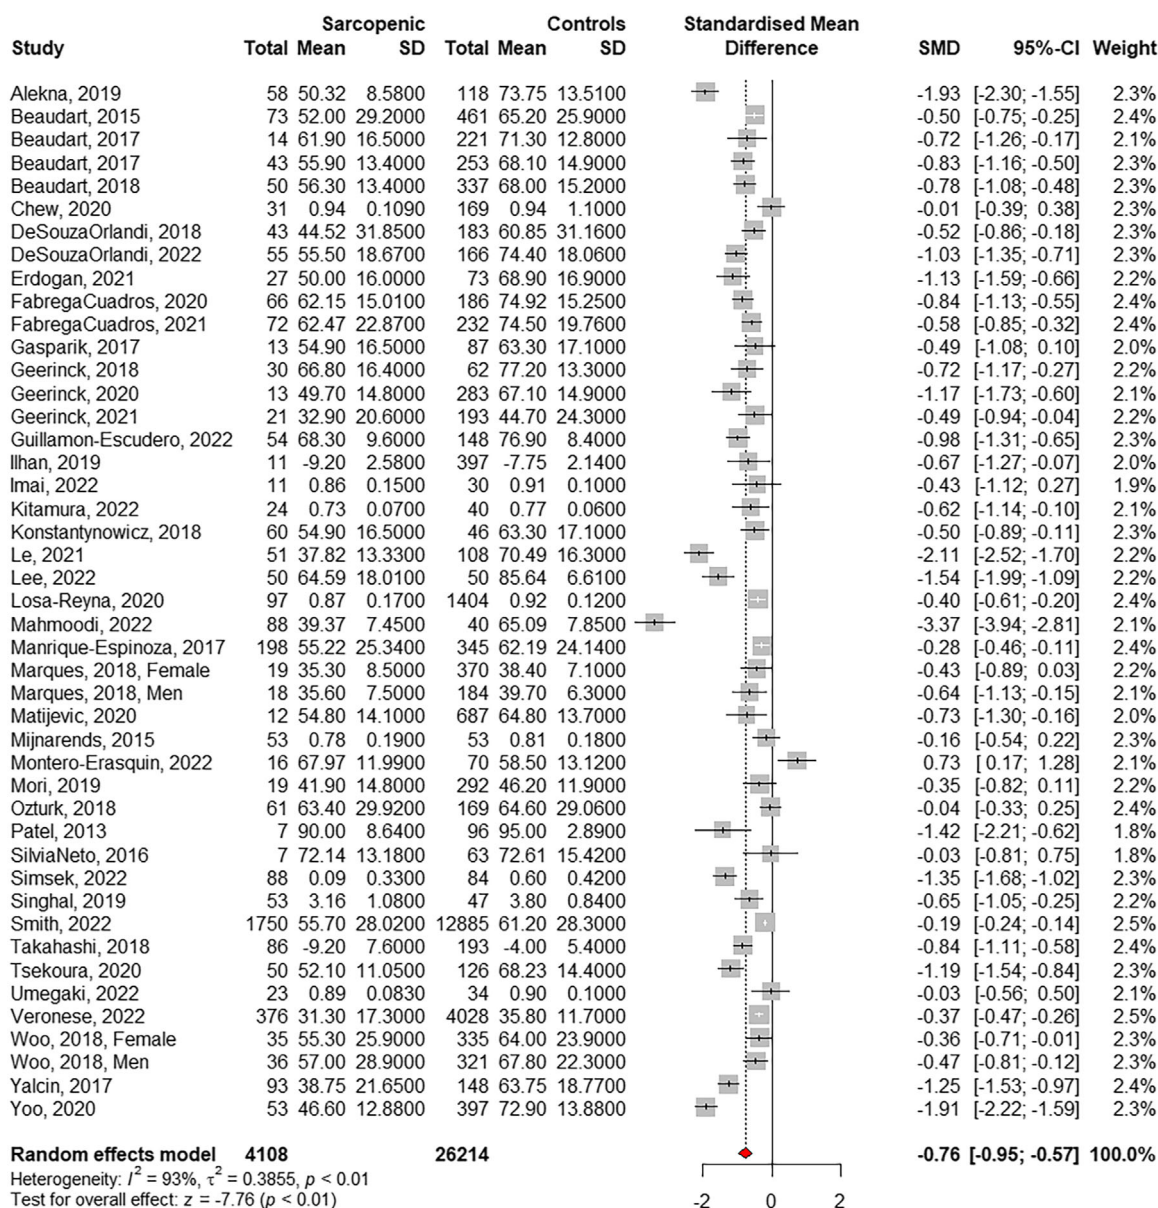 Sarcopenic Controls Standardised Mean
Study Total Mean SD Total Mean SD Difference SMD 95%-CI Weight
Alekna, 2019 58 50.32 8.5800 118 73.75 13.5100 -1.93 [-2.30; -1.55] 2.3%
Beaudart, 2015 73 52.00 29.2000 461 65.20 25.9000 -0.50 [-0.75; -0.25] 2.4%
Beaudart, 2017 14 61.90 16.5000 221 71.30 12.8000 -0.72 [-1.26; -0.17] 2.1%
Beaudart, 2017 43 55.90 13.4000 253 68.10 14.9000 -0.83 [-1.16; -0.50] 2.3%
Beaudart, 2018 50 56.30 13.4000 337 68.00 15.2000 -0.78 [-1.08; -0.48] 2.3%
Chew, 2020 31 0.94 0.1090 169 0.94 1.1000 -0.01 [-0.39; 0.38] 2.3%
DeSouzaOrlandi, 2018 43 44.52 31.8500 183 60.85 31.1600 -0.52 [-0.86; -0.18] 2.3%
DeSouzaOrlandi, 2022 55 55.50 18.6700 166 74.40 18.0600 -1.03 [-1.35; -0.71] 2.3%
Erdogan, 2021 27 50.00 16.0000 73 68.90 16.9000 -1.13 [-1.59; -0.66] 2.2%
FabregaCuadros, 2020 66 62.15 15.0100 186 74.92 15.2500 -0.84 [-1.13; -0.55] 2.4%
FabregaCuadros, 2021 72 62.47 22.8700 232 74.50 19.7600 -0.58 [-0.85; -0.32] 2.4%
Gasparik, 2017 13 54.90 16.5000 87 63.30 17.1000 -0.49 [-1.08; 0.10] 2.0%
Geerinck, 2018 30 66.80 16.4000 62 77.20 13.3000 -0.72 [-1.17; -0.27] 2.2%
Geerinck, 2020 13 49.70 14.8000 283 67.10 14.9000 -1.17 [-1.73; -0.60] 2.1%
Geerinck, 2021 21 32.90 20.6000 193 44.70 24.3000 -0.49 [-0.94; -0.04] 2.2%
Guillamon-Escudero, 2022 54 68.30 9.6000 148 76.90 8.4000 -0.98 [-1.31; -0.65] 2.3%
Ilhan, 2019 11 -9.20 2.5800 397 -7.75 2.1400 -0.67 [-1.27; -0.07] 2.0%
Imai, 2022 11 0.86 0.1500 30 0.91 0.1000 -0.43 [-1.12; 0.27] 1.9%
Kitamura, 2022 24 0.73 0.0700 40 0.77 0.0600 -0.62 [-1.14; -0.10] 2.1%
Konstantynowicz, 2018 60 54.90 16.5000 46 63.30 17.1000 -0.50 [-0.89; -0.11] 2.3%
Le, 2021 51 37.82 13.3300 108 70.49 16.3000 -2.11 [-2.52; -1.70] 2.2%
Lee, 2022 50 64.59 18.0100 50 85.64 6.6100 -1.54 [-1.99; -1.09] 2.2%
Losa-Reyna, 2020 97 0.87 0.1700 1404 0.92 0.1200 -0.40 [-0.61; -0.20] 2.4%
Mahmoodi, 2022 88 39.37 7.4500 40 65.09 7.8500 -3.37 [-3.94; -2.81] 2.1%
Manrique-Espinoza, 2017 198 55.22 25.3400 345 62.19 24.1400 -0.28 [-0.46; -0.11] 2.4%
Marques, 2018, Female 19 35.30 8.5000 370 38.40 7.1000 -0.43 [-0.89; 0.03] 2.2%
Marques, 2018, Men 18 35.60 7.5000 184 39.70 6.3000 -0.64 [-1.13; -0.15] 2.1%
Matijevic, 2020 12 54.80 14.1000 687 64.80 13.7000 -0.73 [-1.30; -0.16] 2.0%
Mijnarends, 2015 53 0.78 0.1900 53 0.81 0.1800 -0.16 [-0.54; 0.22] 2.3%
Montero-Erasquin, 2022 16 67.97 11.9900 70 58.50 13.1200 0.73 [ 0.17; 1.28] 2.1%
Mori, 2019 19 41.90 14.8000 292 46.20 11.9000 -0.35 [-0.82; 0.11] 2.2%
Ozturk, 2018 61 63.40 29.9200 169 64.60 29.0600 -0.04 [-0.33; 0.25] 2.4%
Patel, 2013 7 90.00 8.6400 96 95.00 2.8900 -1.42 [-2.21; -0.62] 1.8%
SilviaNeto, 2016 7 72.14 13.1800 63 72.61 15.4200 -0.03 [-0.81; 0.75] 1.8%
Simsek, 2022 88 0.09 0.3300 84 0.60 0.4200 -1.35 [-1.68; -1.02] 2.3%
Singhal, 2019 53 3.16 1.0800 47 3.80 0.8400 -0.65 [-1.05; -0.25] 2.2%
Smith, 2022 1750 55.70 28.0200 12885 61.20 28.3000 -0.19 [-0.24; -0.14] 2.5%
Takahashi, 2018 86 -9.20 7.6000 193 -4.00 5.4000 -0.84 [-1.11; -0.58] 2.4%
Tsekoura, 2020 50 52.10 11.0500 126 68.23 14.4000 -1.19 [-1.54; -0.84] 2.3%
Umegaki, 2022 23 0.89 0.0830 34 0.90 0.1000 -0.03 [-0.56; 0.50] 2.1%
Veronese, 2022 376 31.30 17.3000 4028 35.80 11.7000 -0.37 [-0.47; -0.26] 2.5%
Woo, 2018, Female 35 55.30 25.9000 335 64.00 23.9000 -0.36 [-0.71; -0.01] 2.3%
Woo, 2018, Men 36 57.00 28.9000 321 67.80 22.3000 -0.47 [-0.81; -0.12] 2.3%
Yalcin, 2017 93 38.75 21.6500 148 63.75 18.7700 -1.25 [-1.53; -0.97] 2.4%
Yoo, 2020 53 46.60 12.8800 397 72.90 13.8800 -1.91 [-2.22; -1.59] 2.3%
Random effects model 4108 26214 -0.76 [-0.95; -0.57] 100.0%
Heterogeneity: I² = 93%, τ² = 0.3855, p < 0.01
Test for overall effect: z = -7.76 (p < 0.01)
-2 0 2